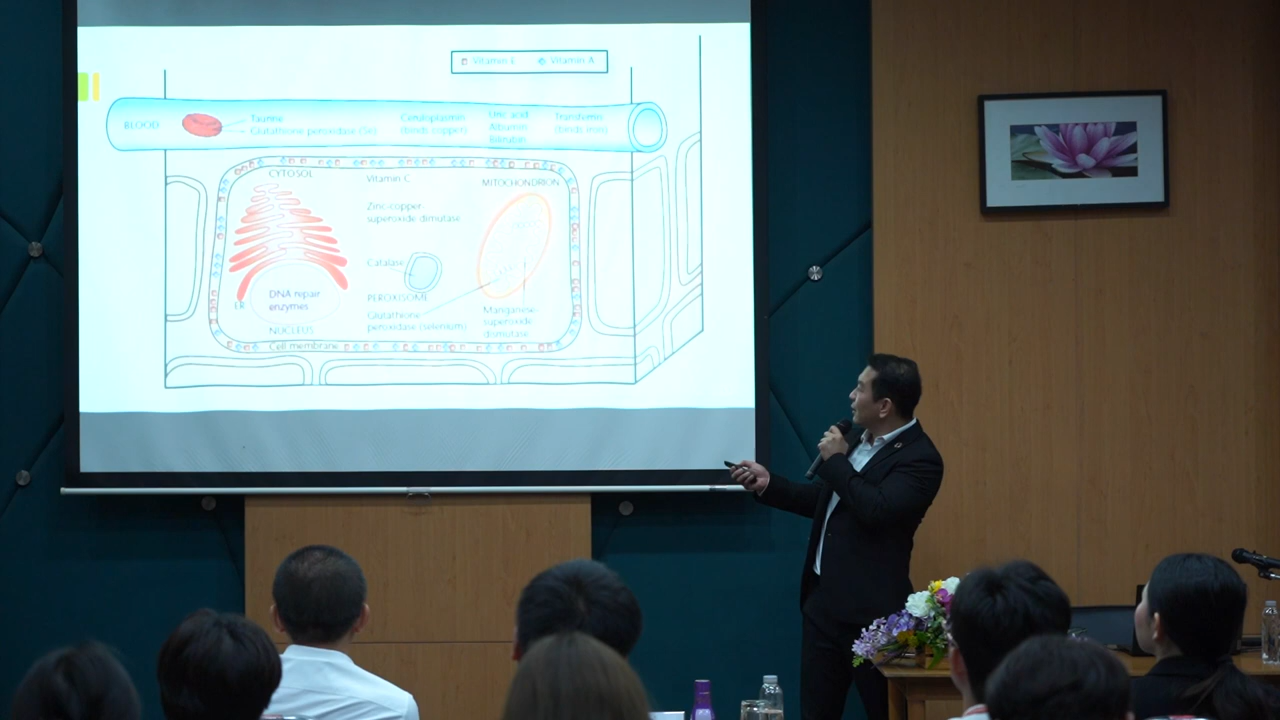 Vitamin E Vitamin A
BLOOD
Taurine
Glutathione peroxidase (Se)
Ceruloplasmin
(binds copper)
Uric acid
Albumin
Bilirubin
Transferrin
(binds iron)
CYTOSOL
Vitamin C
MITOCHONDRION
Zinc-copper-
superoxide dimutase
Catalase
PEROXISOME
DNA repair
enzymes
ER
NUCLEUS
Glutathione
peroxidase (selenium)
Manganese-
superoxide
dismutase
Cell membrane